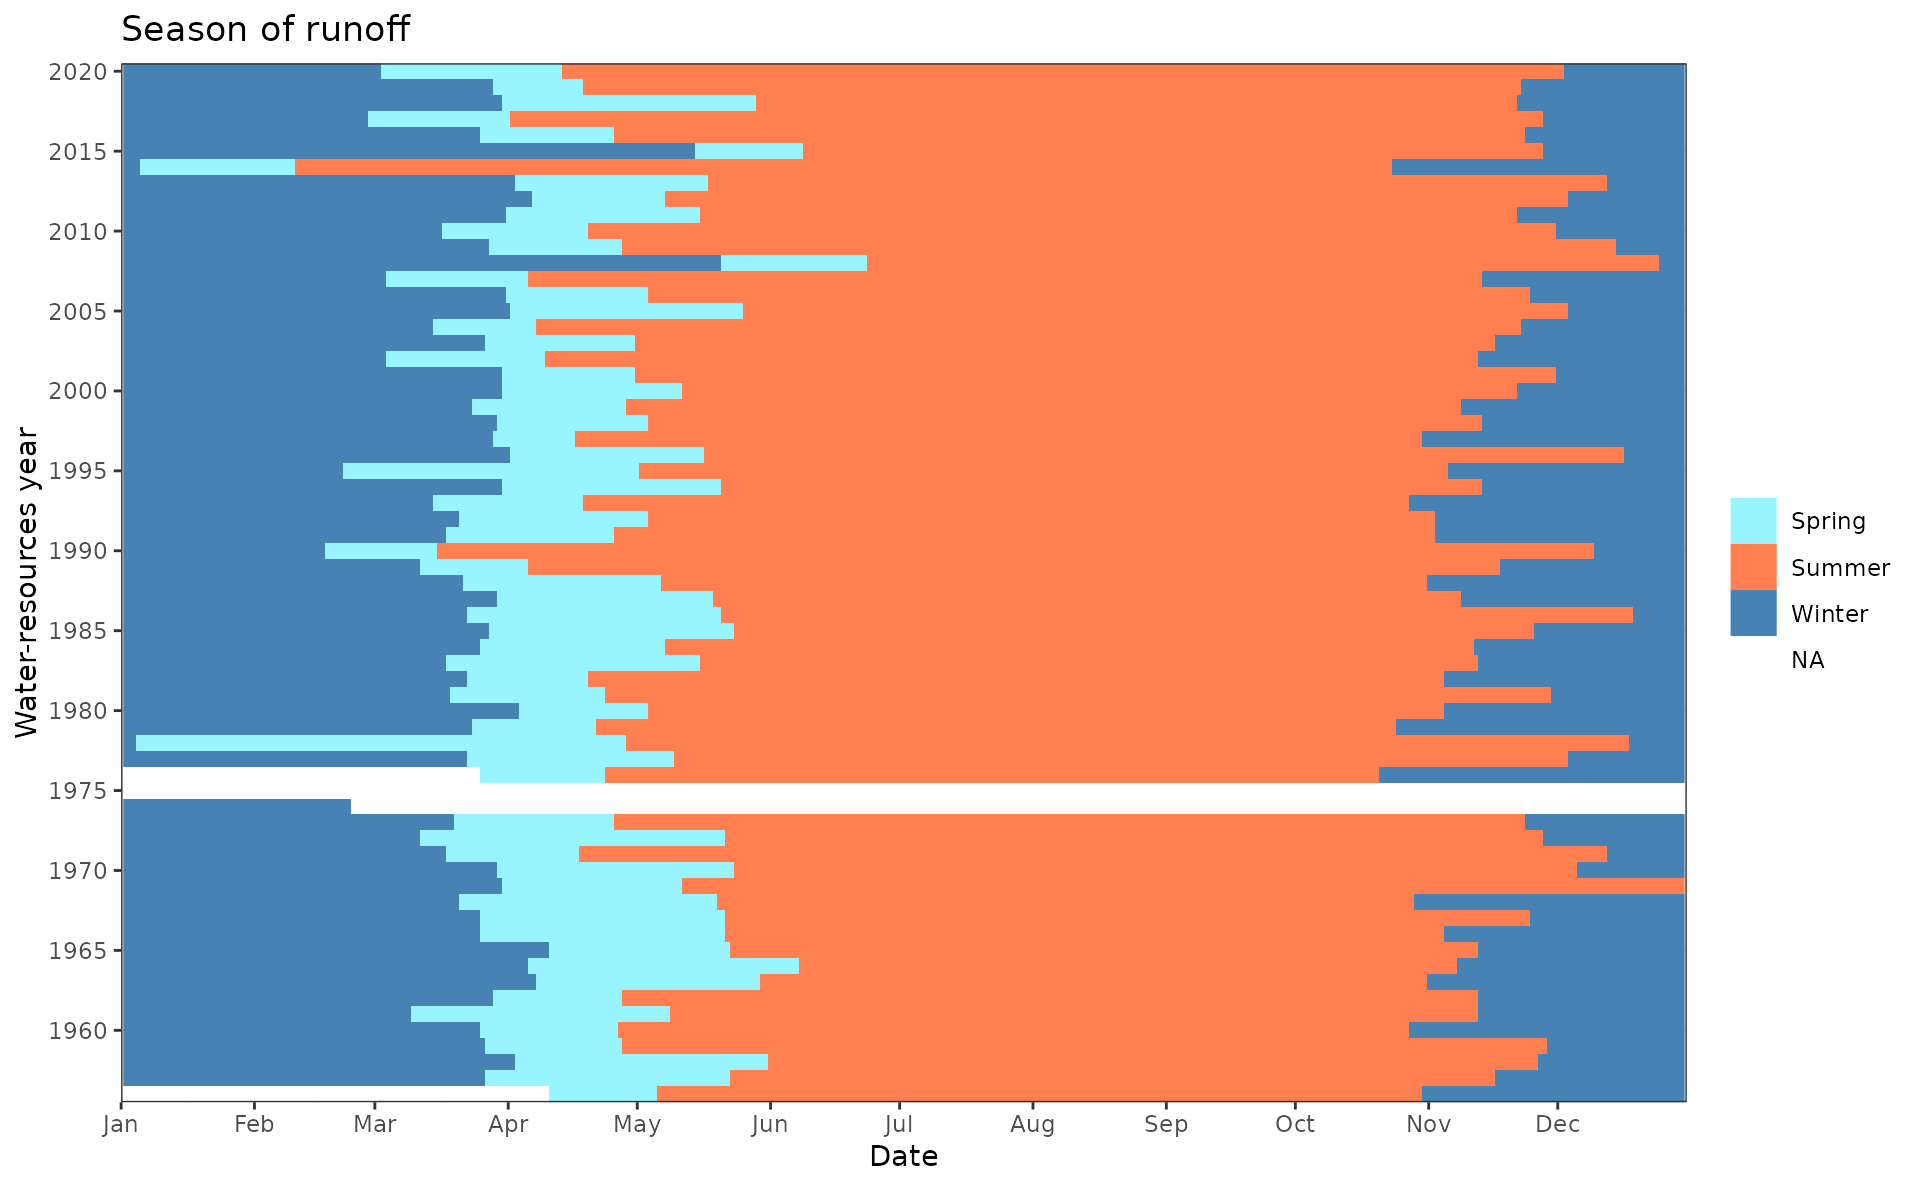 Season of runoff
Water-resources year
2020
2015
2010
2005
2000
1995
1990
1985
1980
1975
1970
1965
1960
Jan Feb Mar Apr May Jun Jul Aug Sep Oct Nov Dec
Date
Spring
Summer
Winter
NA